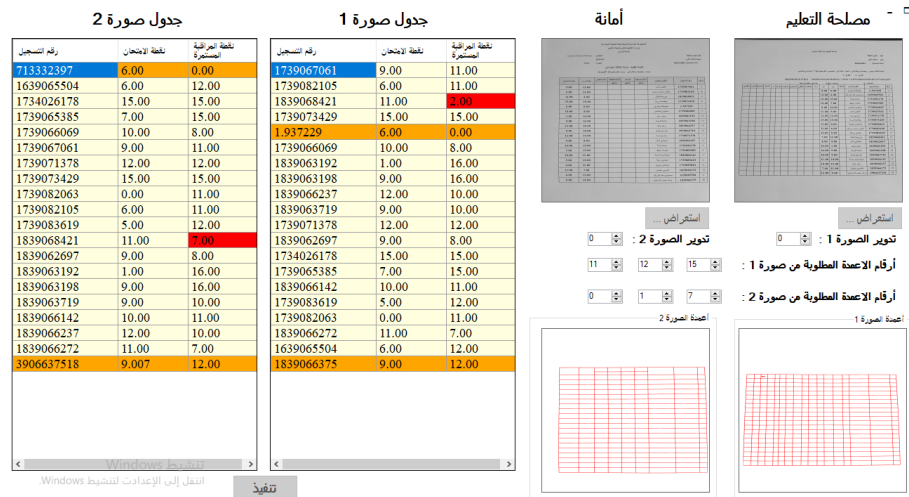 مصلحة التعليم
أمانة
جدول صورة 1
جدول صورة 2
رقم التسجيل نقطة الامتحان نقطة المراقبة المستمرة
1739067061 9.00 11.00
1739082105 6.00 11.00
1839068421 11.00 2.00
1739073429 15.00 15.00
1.937229 6.00 0.00
1739066069 10.00 8.00
1839063192 1.00 16.00
1839063198 9.00 16.00
1839066237 12.00 10.00
1839063719 9.00 10.00
1739071378 12.00 12.00
1839062697 9.00 8.00
1734026178 15.00 15.00
1739065385 7.00 15.00
1839066142 10.00 11.00
1739083619 5.00 12.00
1739082063 0.00 11.00
1839066272 11.00 7.00
1639065504 6.00 12.00
1839066375 9.00 12.00
رقم التسجيل نقطة الامتحان نقطة المراقبة المستمرة
713332397 6.00 0.00
1639065504 6.00 12.00
1734026178 15.00 15.00
1739065385 7.00 15.00
1739066069 10.00 8.00
1739067061 9.00 11.00
1739071378 12.00 12.00
1739073429 15.00 15.00
1739082063 0.00 11.00
1739082105 6.00 11.00
1739083619 5.00 12.00
1839068421 11.00 7.00
1839062697 9.00 8.00
1839063192 1.00 16.00
1839063198 9.00 16.00
1839063719 9.00 10.00
1839066142 10.00 11.00
1839066237 12.00 10.00
1839066272 11.00 7.00
3906637518 9.007 12.00
استعراض ...
استعراض ...
تدوير الصورة 1 : 0
تدوير الصورة 2 : 0
أرقام الاعمدة المطلوبة من صورة 1 : 15 12 11
أرقام الاعمدة المطلوبة من صورة 2 : 7 1 0
أعمدة الصورة 1
أعمدة الصورة 2
تنفيذ
تنشيط Windows
انتقل إلى الإعدادت لتنشيط Windows.